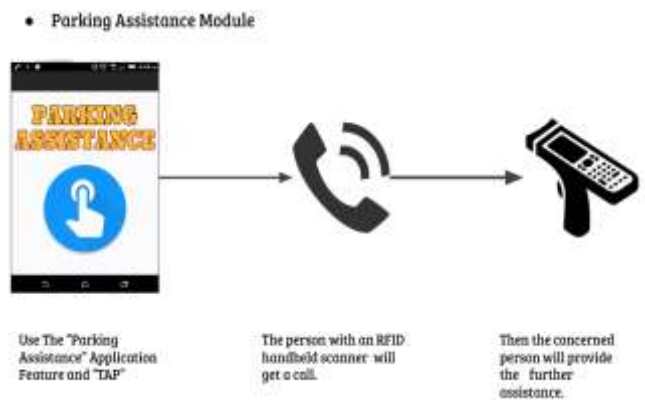 • Parking Assistance Module
PARKING
ASSISTANCE
Use The "Parking
Assistance" Application
Feature and "TAP"
The person with an RFID
handheld scanner will
get a call.
Then the concerned
person will provide
the further
assistance.